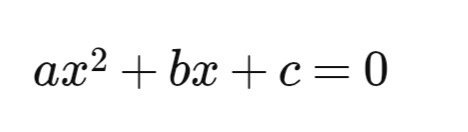 ax² + bx + c = 0